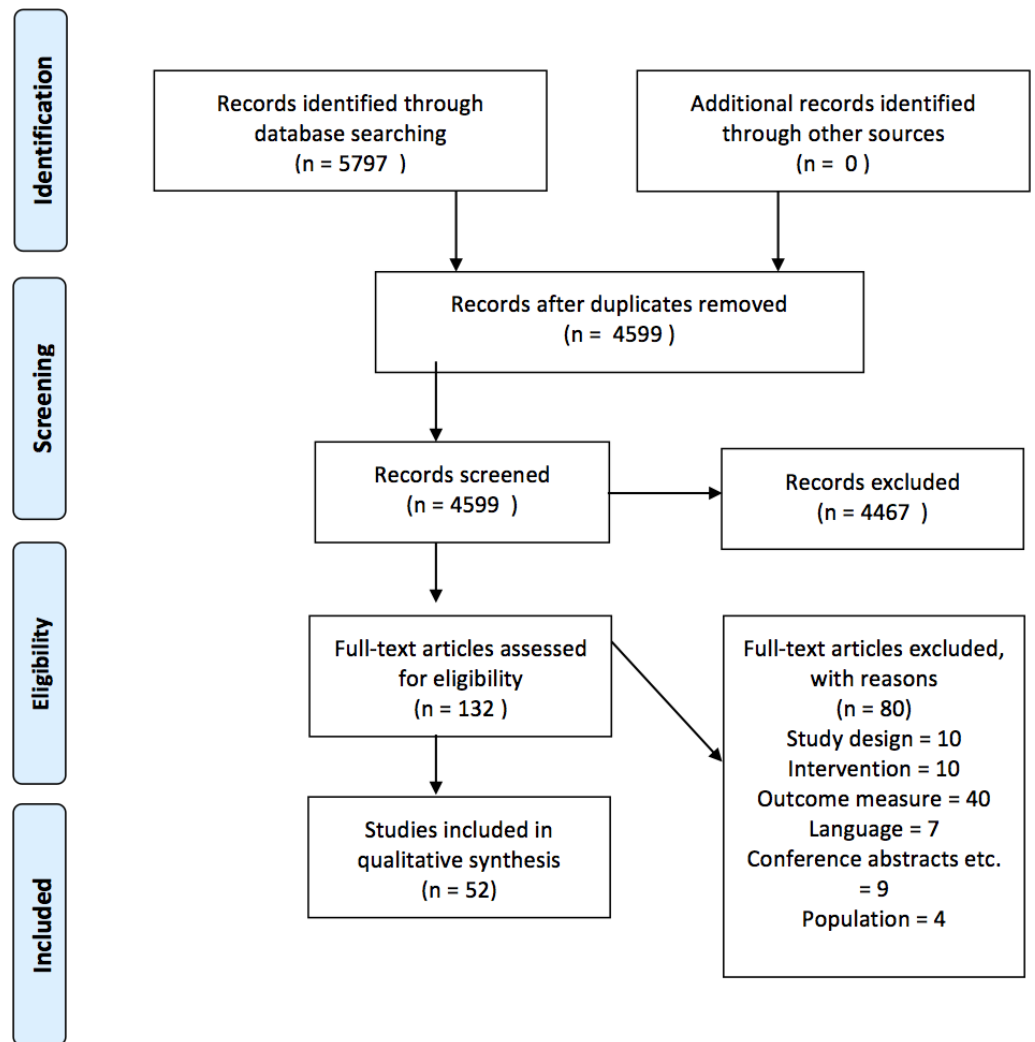 Identification
Records identified through
database searching
(n = 5797  )
Additional records identified
through other sources
(n =  0 )
Screening
Records after duplicates removed
(n =  4599 )
Records screened
(n = 4599  )
Records excluded
(n = 4467  )
Eligibility
Full-text articles assessed
for eligibility
(n = 132 )
Full-text articles excluded,
with reasons
(n = 80)
Study design = 10
Intervention = 10
Outcome measure = 40
Language = 7
Conference abstracts etc.
= 9
Population = 4
Included
Studies included in
qualitative synthesis
(n = 52)